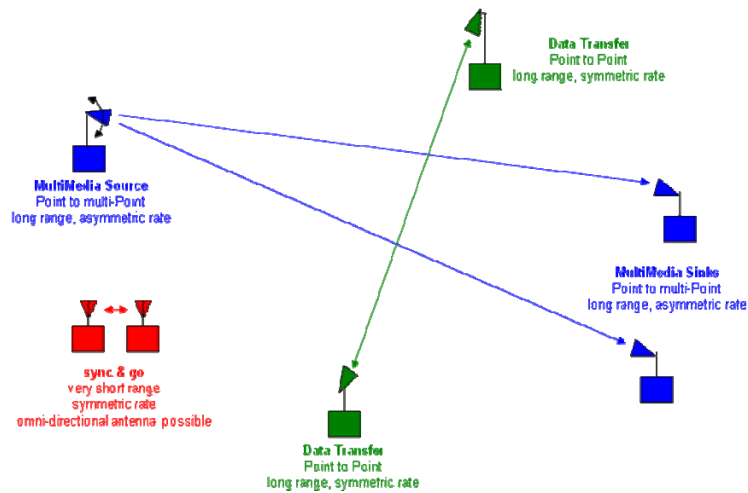 Data Transfer
Point to Point
long range, symmetric rate
MultiMedia Source
Point to multi-Point
long range, asymmetric rate
MultiMedia Sinks
Point to multi-Point
long range, asymmetric rate
sync & go
very short range
symmetric rate
omni-directional antenna possible
Data Transfer
Point to Point
long range, symmetric rate